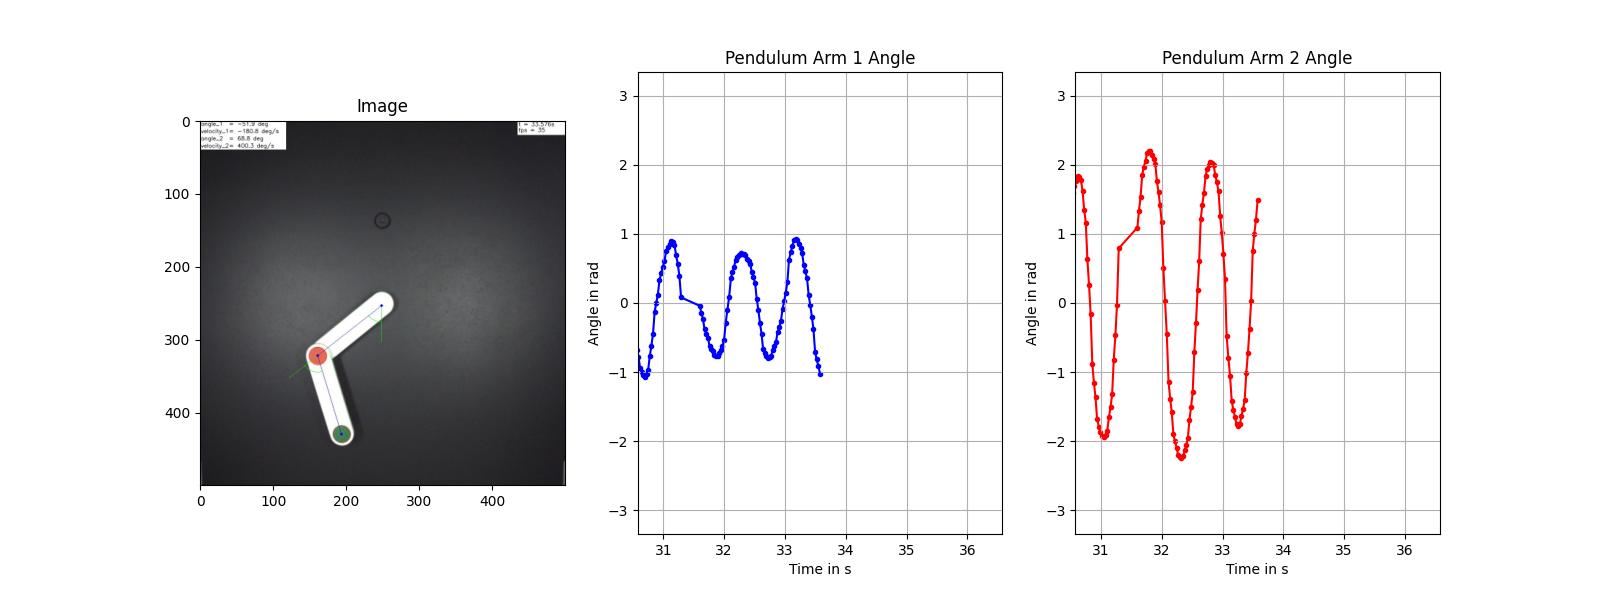 Image
angle_1 = -51.9 deg
velocity_1= -180.8 deg/s
angle_2 = 68.8 deg
velocity_2= 400.3 deg/s
t = 33.576s
fps = 35
0
100
200
300
400
0 100 200 300 400
Pendulum Arm 1 Angle
Angle in rad
3
2
1
0
−1
−2
−3
31 32 33 34 35 36
Time in s
Pendulum Arm 2 Angle
Angle in rad
3
2
1
0
−1
−2
−3
31 32 33 34 35 36
Time in s